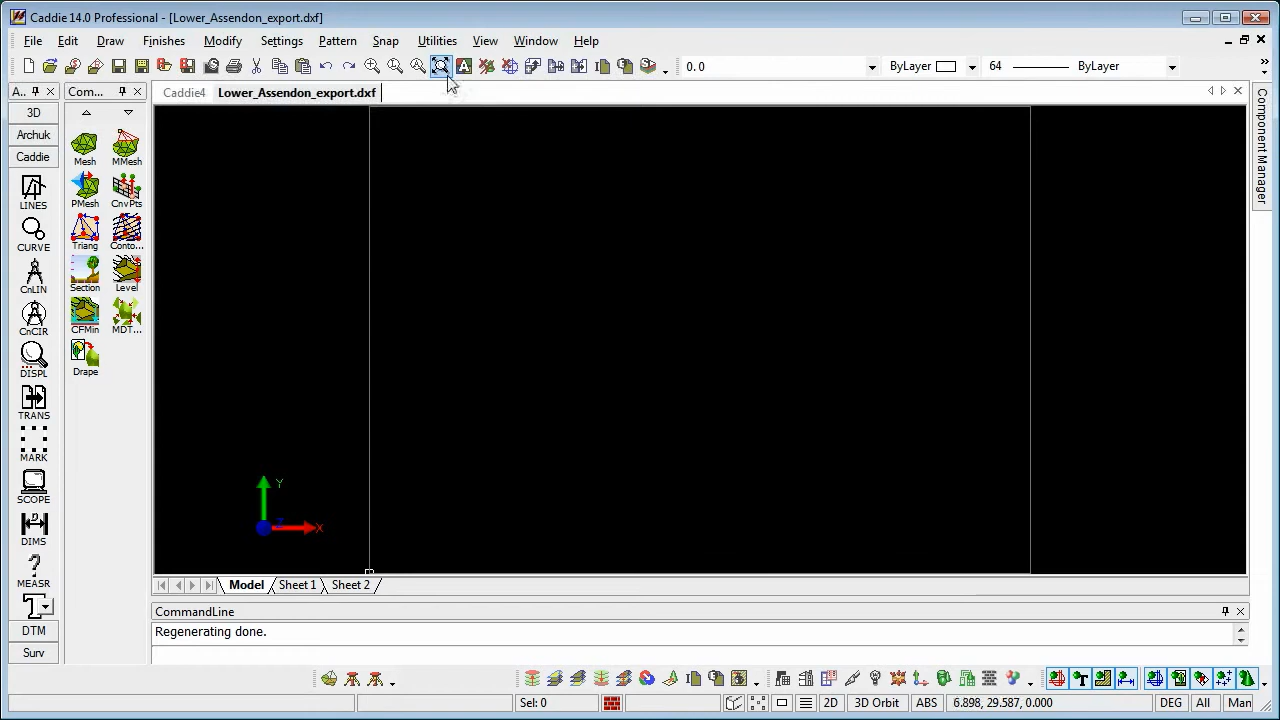 Caddie 14.0 Professional - [Lower_Assendon_export.dxf]
File Edit Draw Finishes Modify Settings Pattern Snap Utilities View Window Help
0. 0 ByLayer 64 ByLayer
A.. Com... Caddie4 Lower_Assendon_export.dxf
3D
Archuk
Caddie
LINES
CURVE
CnLIN
CnCIR
DISPL
TRANS
MARK
SCOPE
DIMS
MEASR
DTM
Surv
Mesh MMesh
PMesh CnvPts
Triang Conto...
Section Level
CFMin MDT...
Drape
Component Manager
Y
Z X
Model Sheet 1 Sheet 2
CommandLine
Regenerating done.
Sel: 0 2D 3D Orbit ABS 6.898, 29.587, 0.000 DEG All Man